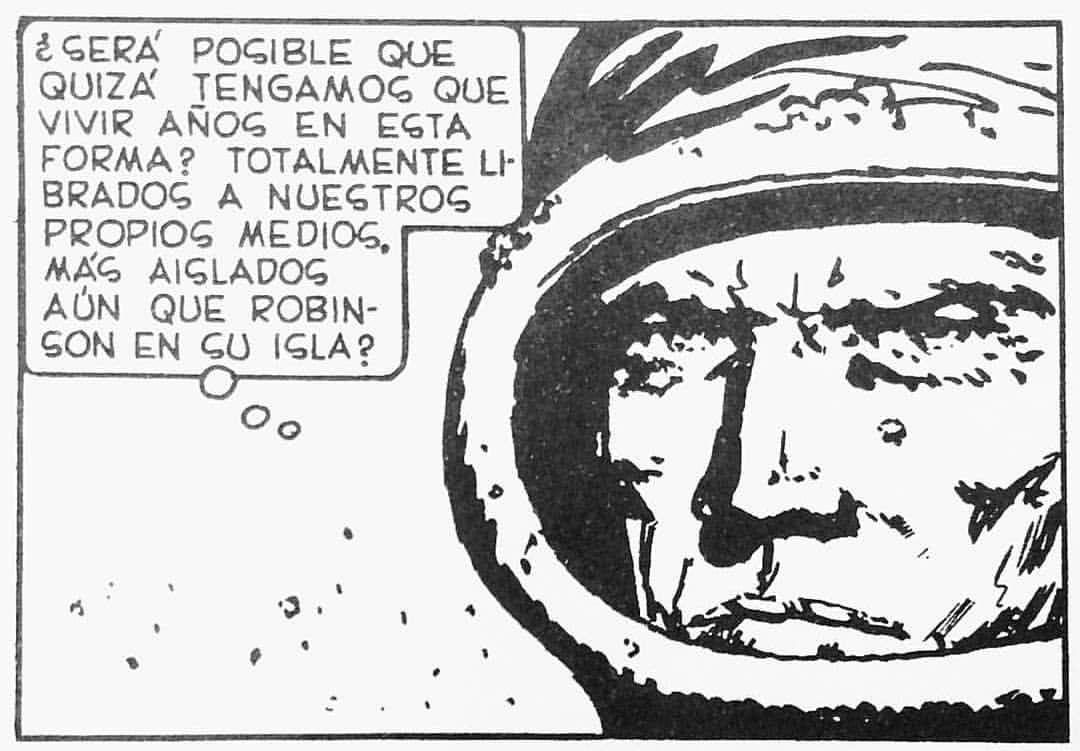 ¿SERÁ POSIBLE QUE
QUIZÁ TENGAMOS QUE
VIVIR AÑOS EN ESTA
FORMA? TOTALMENTE LI-
BRADOS A NUESTROS
PROPIOS MEDIOS,
MÁS AISLADOS
AÚN QUE ROBIN-
SON EN SU ISLA?